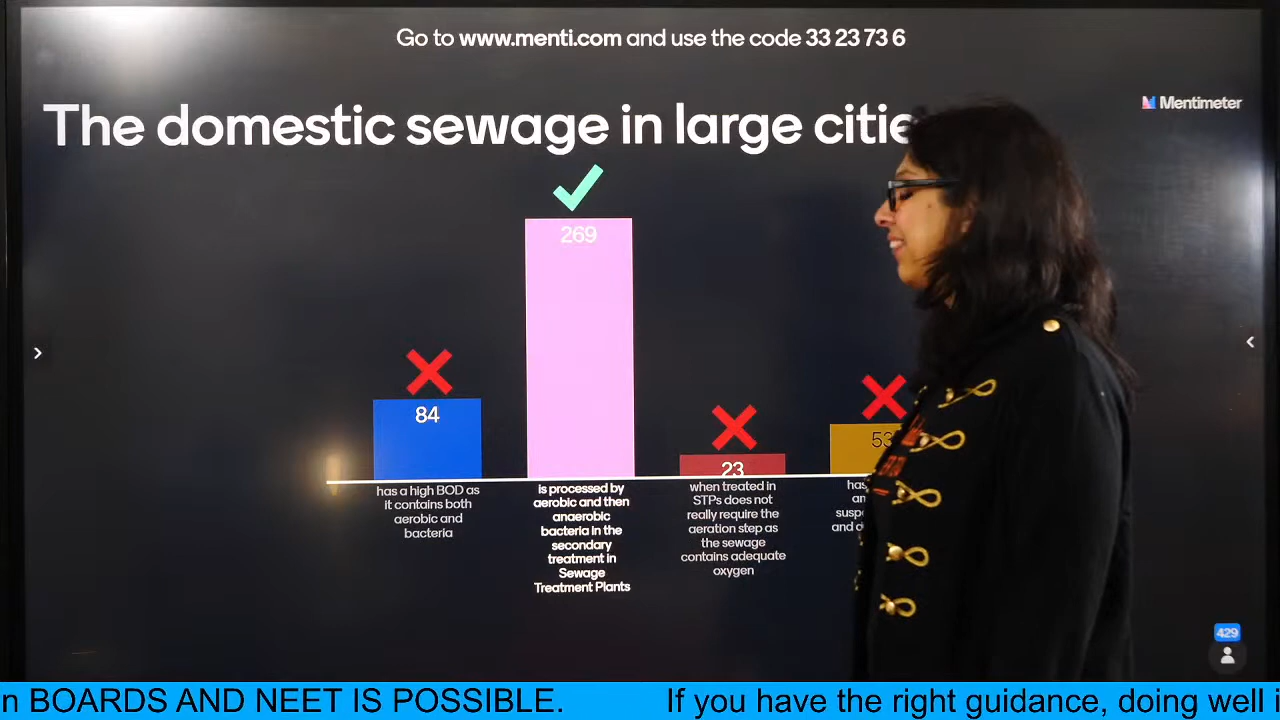 Go to www.menti.com and use the code 33 23 73 6
Mentimeter
The domestic sewage in large citie
269
84
23
53
has a high BOD as
it contains both
aerobic and
bacteria
is processed by
aerobic and then
anaerobic
bacteria in the
secondary
treatment in
Sewage
Treatment Plants
when treated in
STPs does not
really require the
aeration step as
the sewage
contains adequate
oxygen
has
and
429
n BOARDS AND NEET IS POSSIBLE. If you have the right guidance, doing well i